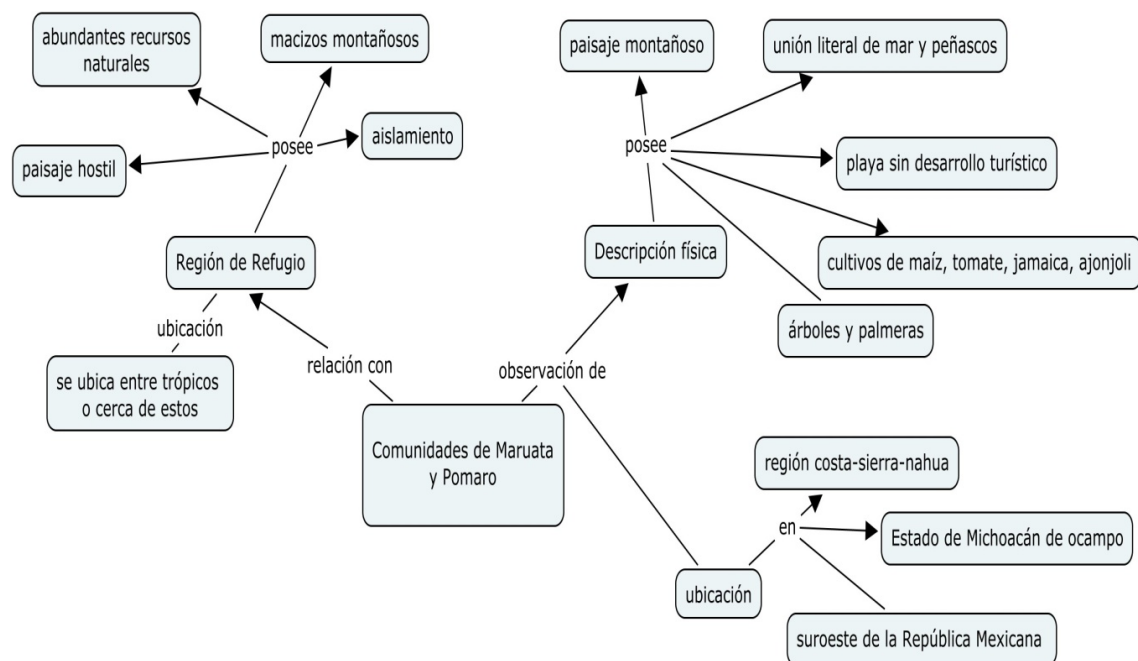 abundantes recursos
naturales
macizos montañosos
paisaje montañoso
unión literal de mar y peñascos
posee
aislamiento
posee
paisaje hostil
playa sin desarrollo turístico
Región de Refugio
Descripción física
cultivos de maíz, tomate, jamaica, ajonjoli
ubicación
árboles y palmeras
relación con
observación de
se ubica entre trópicos
o cerca de estos
Comunidades de Maruata
y Pomaro
región costa-sierra-nahua
en
Estado de Michoacán de ocampo
ubicación
suroeste de la República Mexicana